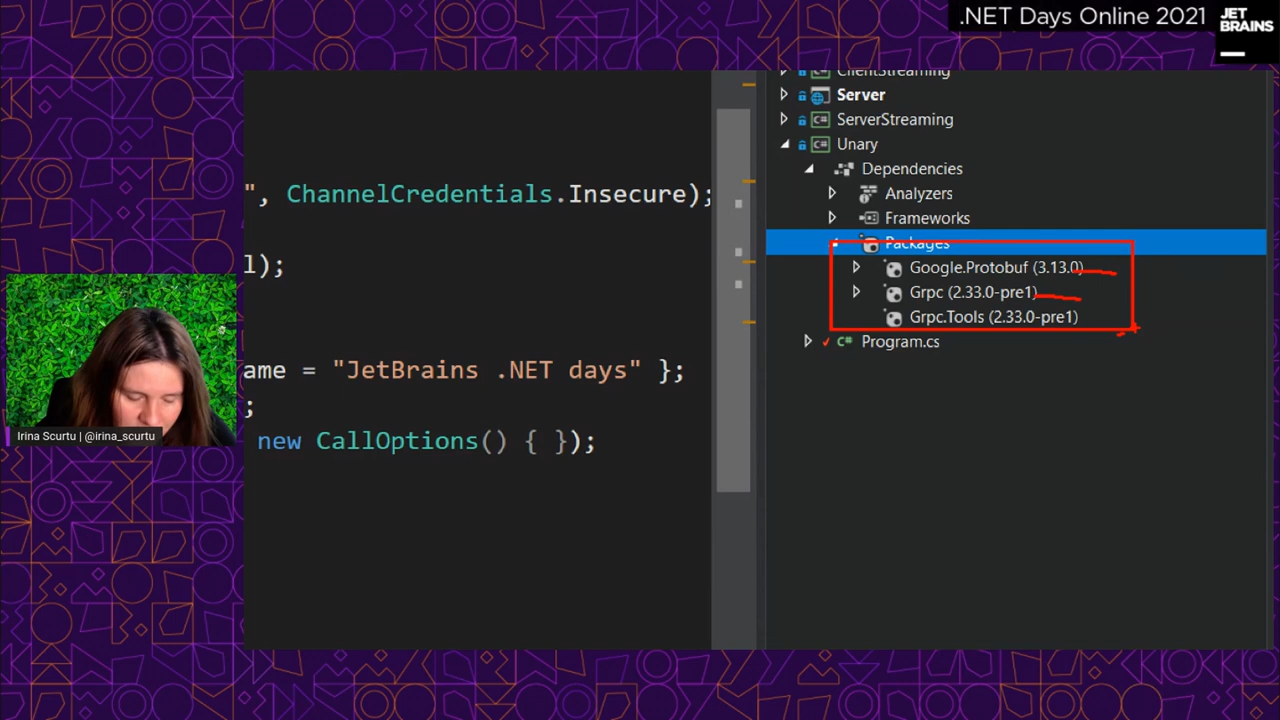 .NET Days Online 2021
JET
BRAINS
ClientStreaming
Server
ServerStreaming
Unary
Dependencies
Analyzers
Frameworks
Packages
Google.Protobuf (3.13.0)
Grpc (2.33.0-pre1)
Grpc.Tools (2.33.0-pre1)
C# Program.cs
", ChannelCredentials.Insecure);
l);
ame = "JetBrains .NET days" };
;
new CallOptions() { });
Irina Scurtu | @irina_scurtu